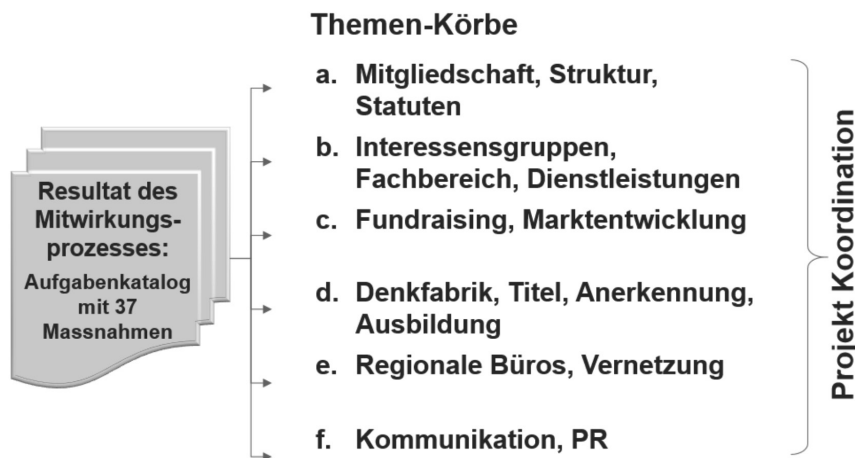 Themen-Körbe
Resultat des
Mitwirkungs-
prozesses:
Aufgabenkatalog
mit 37
Massnahmen
a. Mitgliedschaft, Struktur,
Statuten
b. Interessensgruppen,
Fachbereich, Dienstleistungen
c. Fundraising, Marktentwicklung
d. Denkfabrik, Titel, Anerkennung,
Ausbildung
e. Regionale Büros, Vernetzung
f. Kommunikation, PR
Projekt Koordination